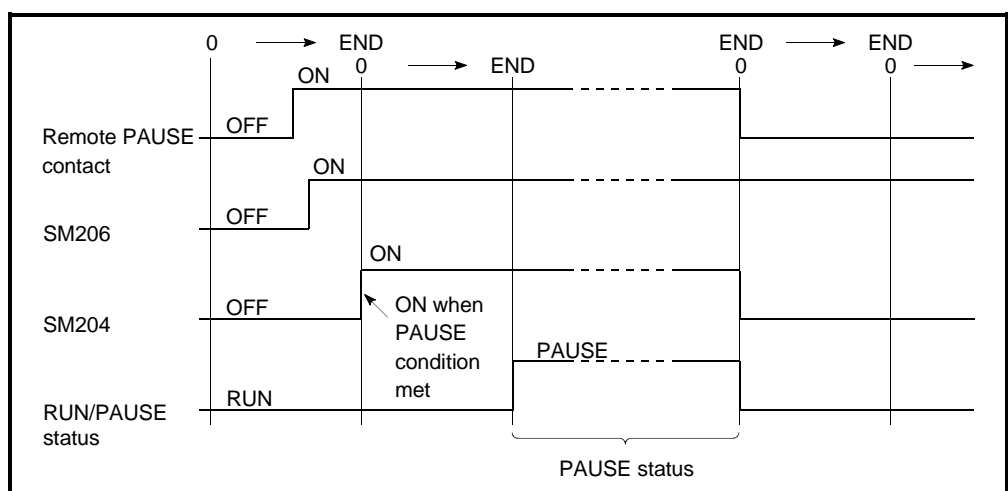 0 END END END
0 END 0 0
ON
OFF
Remote PAUSE
contact
ON
OFF
SM206
ON
OFF
SM204
ON when
PAUSE
condition
met
PAUSE
RUN
RUN/PAUSE
status
PAUSE status